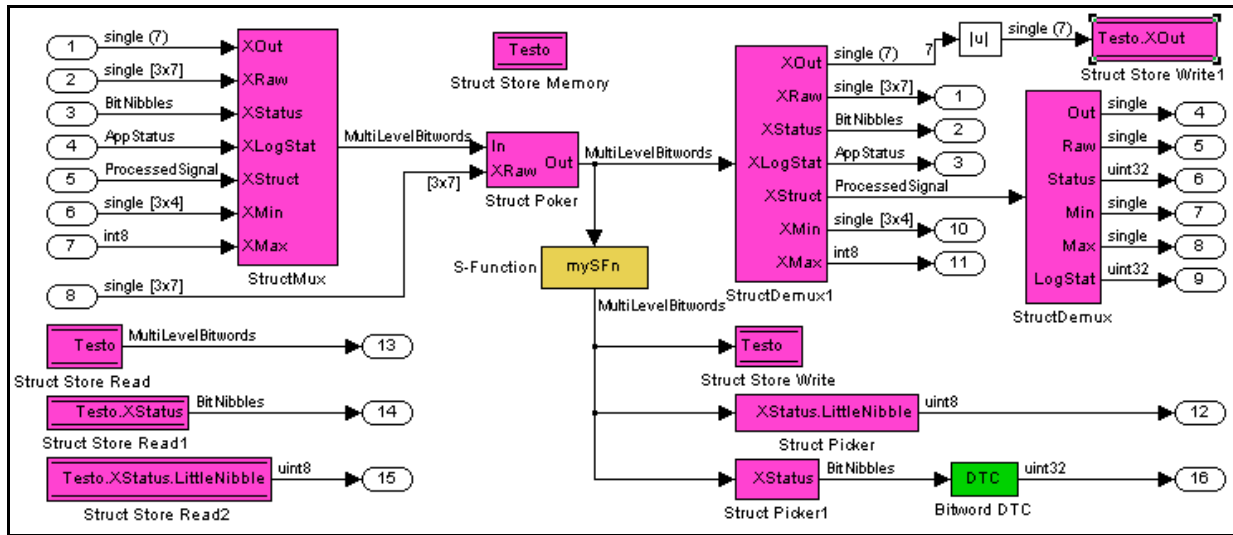 1
single (7)
2
single [3x7]
3
BitNibbles
4
AppStatus
5
ProcessedSignal
6
single [3x4]
7
int8
8
single [3x7]
XOut
XRaw
XStatus
XLogStat
XStruct
XMin
XMax
StructMux
MultiLevelBitwords
[3x7]
Testo
Struct Store Memory
In
XRaw
Out
Struct Poker
MultiLevelBitwords
S-Function
mySFn
MultiLevelBitwords
XOut
XRaw
XStatus
XLogStat
XStruct
XMin
XMax
StructDemux1
single (7)
7
|u|
single (7)
Testo.XOut
Struct Store Write1
single [3x7]
1
BitNibbles
2
AppStatus
3
ProcessedSignal
single [3x4]
10
int8
11
Out
Raw
Status
Min
Max
LogStat
StructDemux
single
4
single
5
uint32
6
single
7
single
8
uint32
9
Testo
MultiLevelBitwords
13
Struct Store Read
Testo.XStatus
BitNibbles
14
Struct Store Read1
Testo.XStatus.LittleNibble
uint8
15
Struct Store Read2
Testo
Struct Store Write
XStatus.LittleNibble
uint8
12
Struct Picker
XStatus
BitNibbles
DTC
uint32
16
Struct Picker1
Bitword DTC